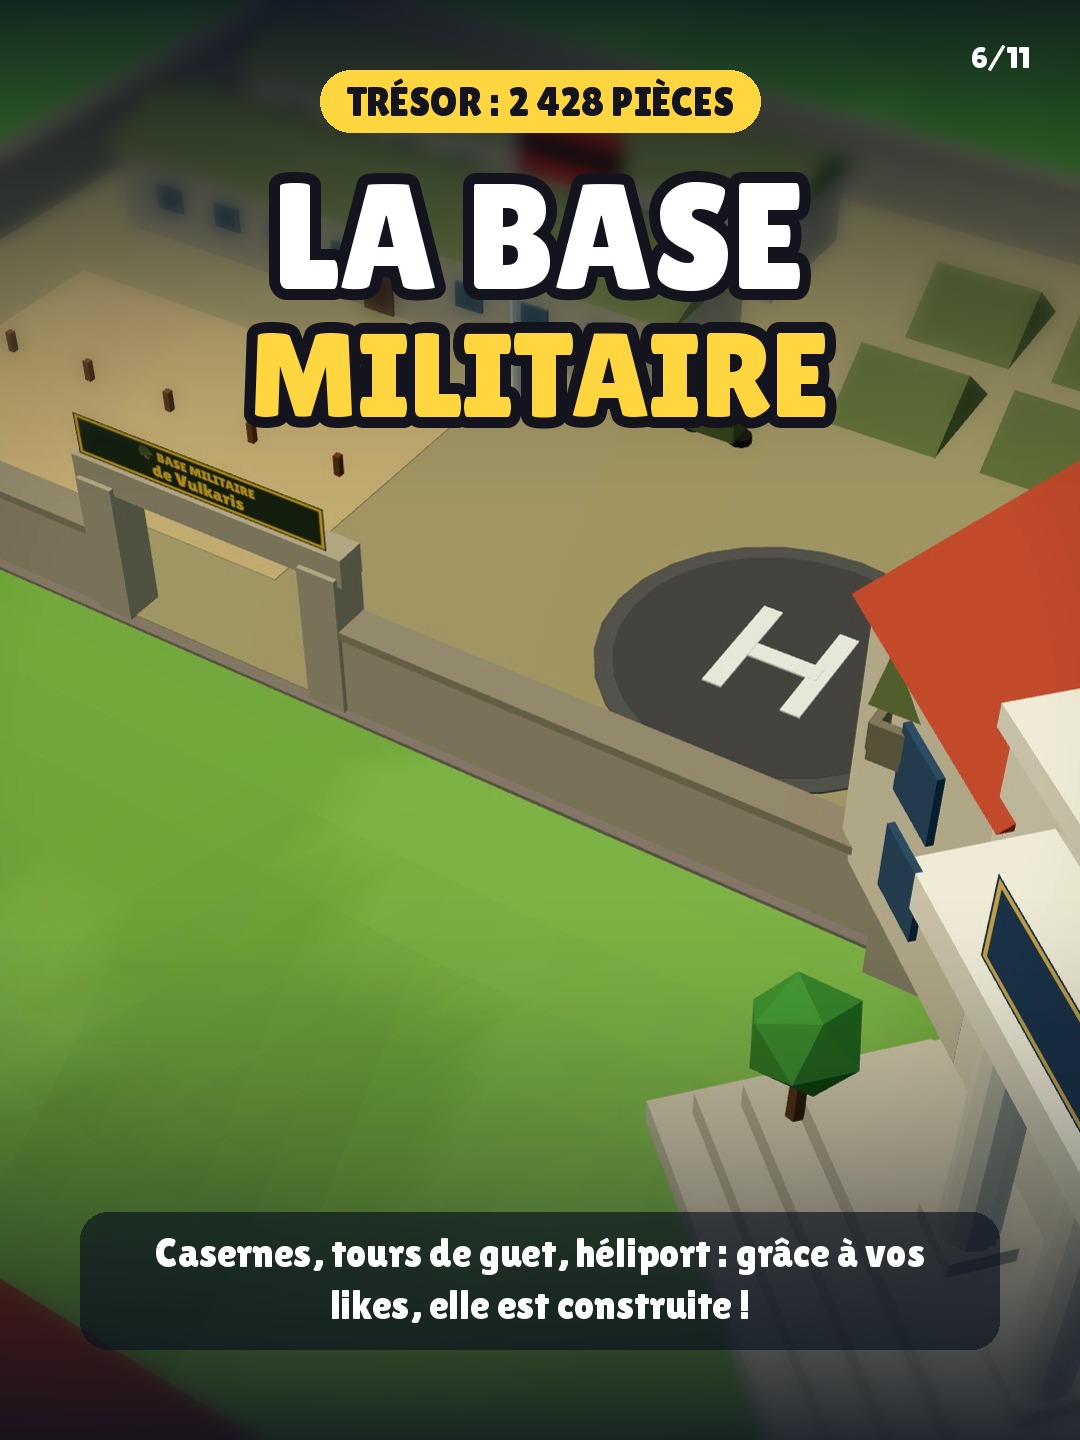 6/11
TRÉSOR : 2 428 PIÈCES
LA BASE
MILITAIRE
BASE MILITAIRE
de Vulkaris
Casernes, tours de guet, héliport : grâce à vos
likes, elle est construite !
H